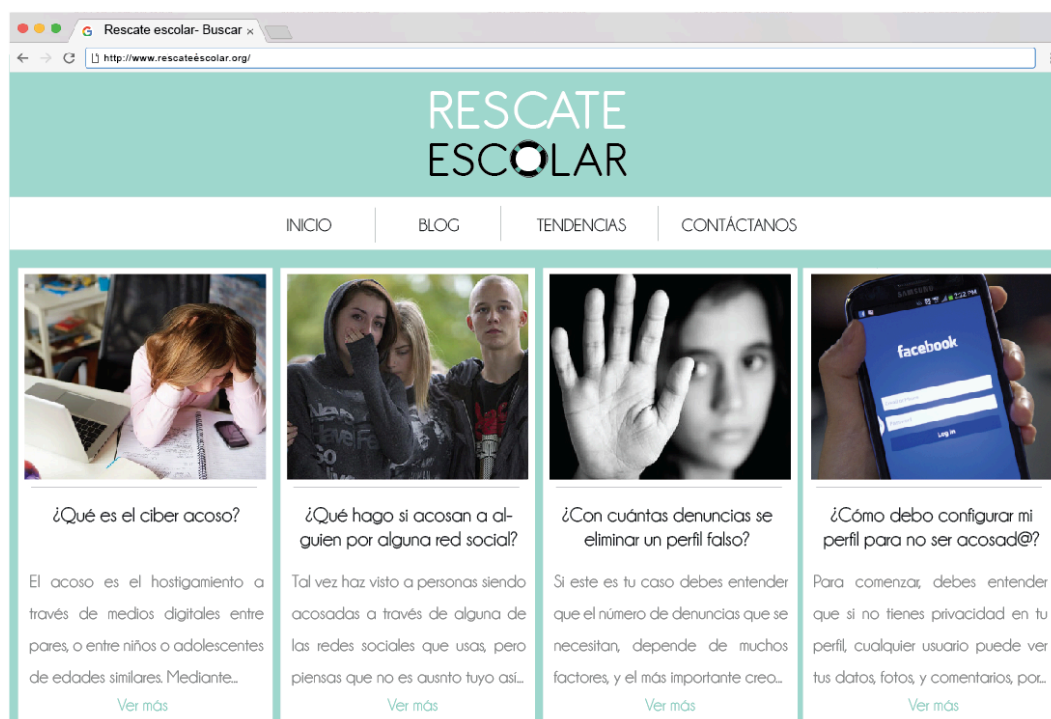 Rescate escolar- Buscar ×
http://www.rescateèscolar.org/
RESCATE
ESCOLAR
INICIO
BLOG
TENDENCIAS
CONTÁCTANOS
SAMSUNG
2:32 PM
facebook
Log In
¿Qué es el ciber acoso?
El acoso es el hostigamiento a
través de medios digitales entre
pares, o entre niños o adolescentes
de edades similares. Mediante...
Ver más
¿Qué hago si acosan a al-
guien por alguna red social?
Tal vez haz visto a personas siendo
acosadas a través de alguna de
las redes sociales que usas, pero
piensas que no es ausnto tuyo así...
Ver más
¿Con cuántas denuncias se
eliminar un perfil falso?
Si este es tu caso debes entender
que el número de denuncias que se
necesitan, depende de muchos
factores, y el más importante creo...
Ver más
¿Cómo debo configurar mi
perfil para no ser acosad@?
Para comenzar, debes entender
que si no tienes privacidad en tu
perfil, cualquier usuario puede ver
tus datos, fotos, y comentarios, por...
Ver más